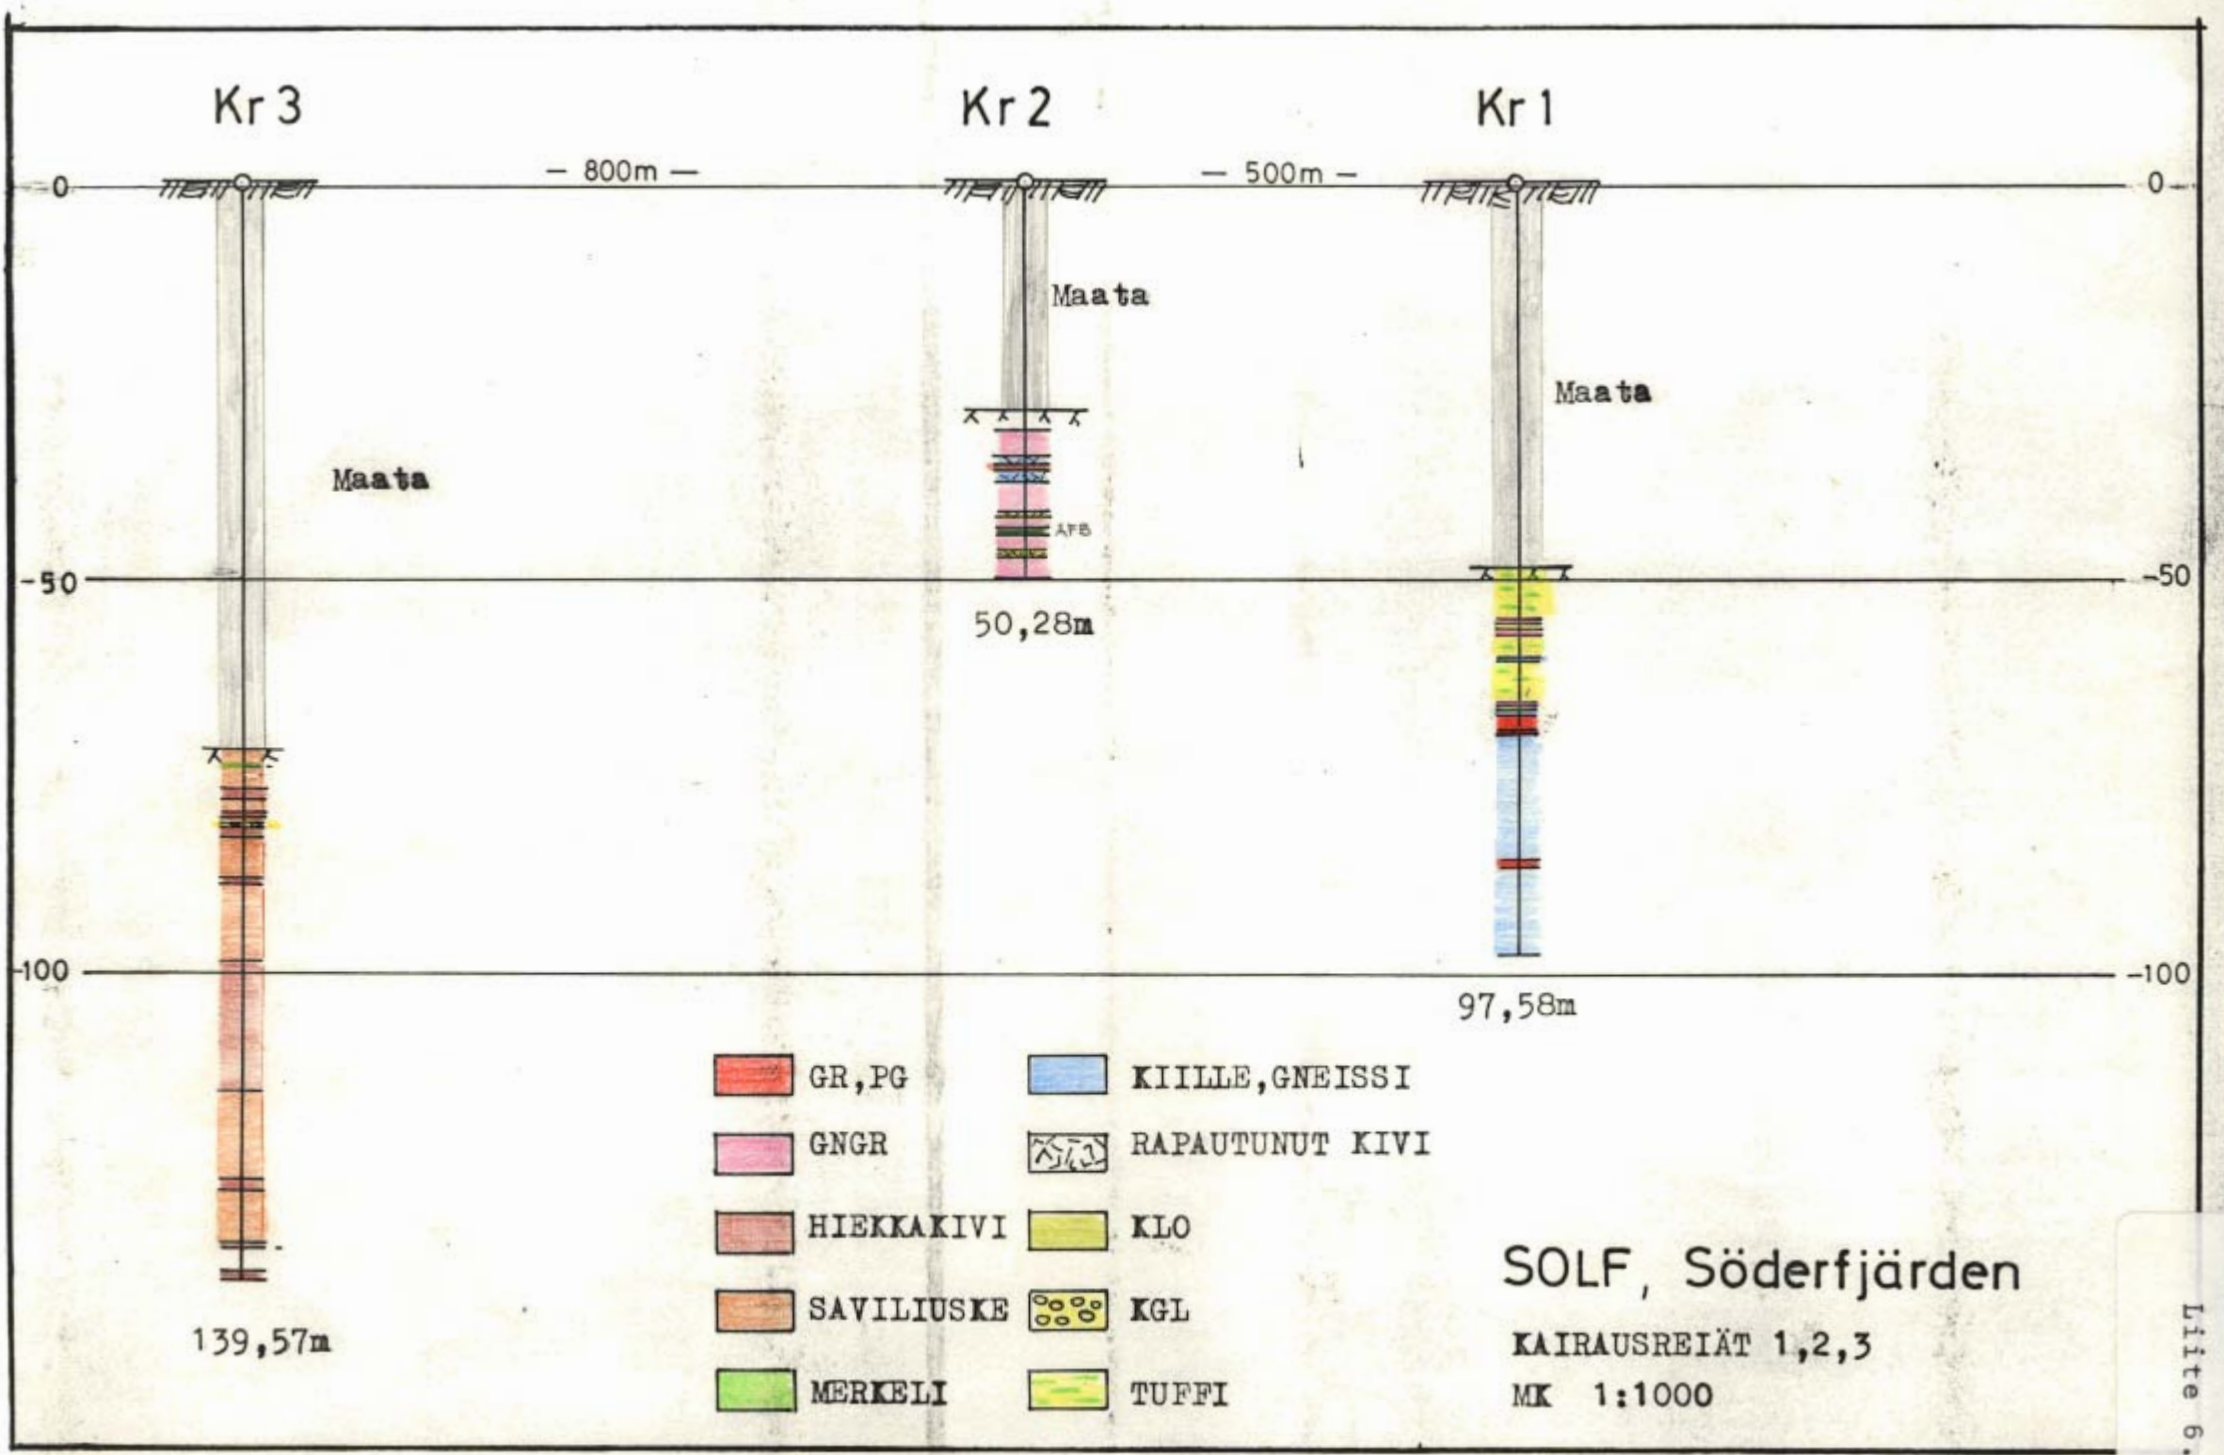 Kr 3
Kr 2
Kr 1
— 800m —
— 500m —
0
0
Maata
Maata
Maata
AFB
-50
-50
50,28m
-100
-100
97,58m
139,57m
GR,PG
GNGR
HIEKKAKIVI
SAVILIUSKE
MERKELI
KIILLE,GNEISSI
RAPAUTUNUT KIVI
KLO
KGL
TUFFI
SOLF, Söderfjärden
KAIRAUSREIÄT 1,2,3
MK 1:1000
Liite 6